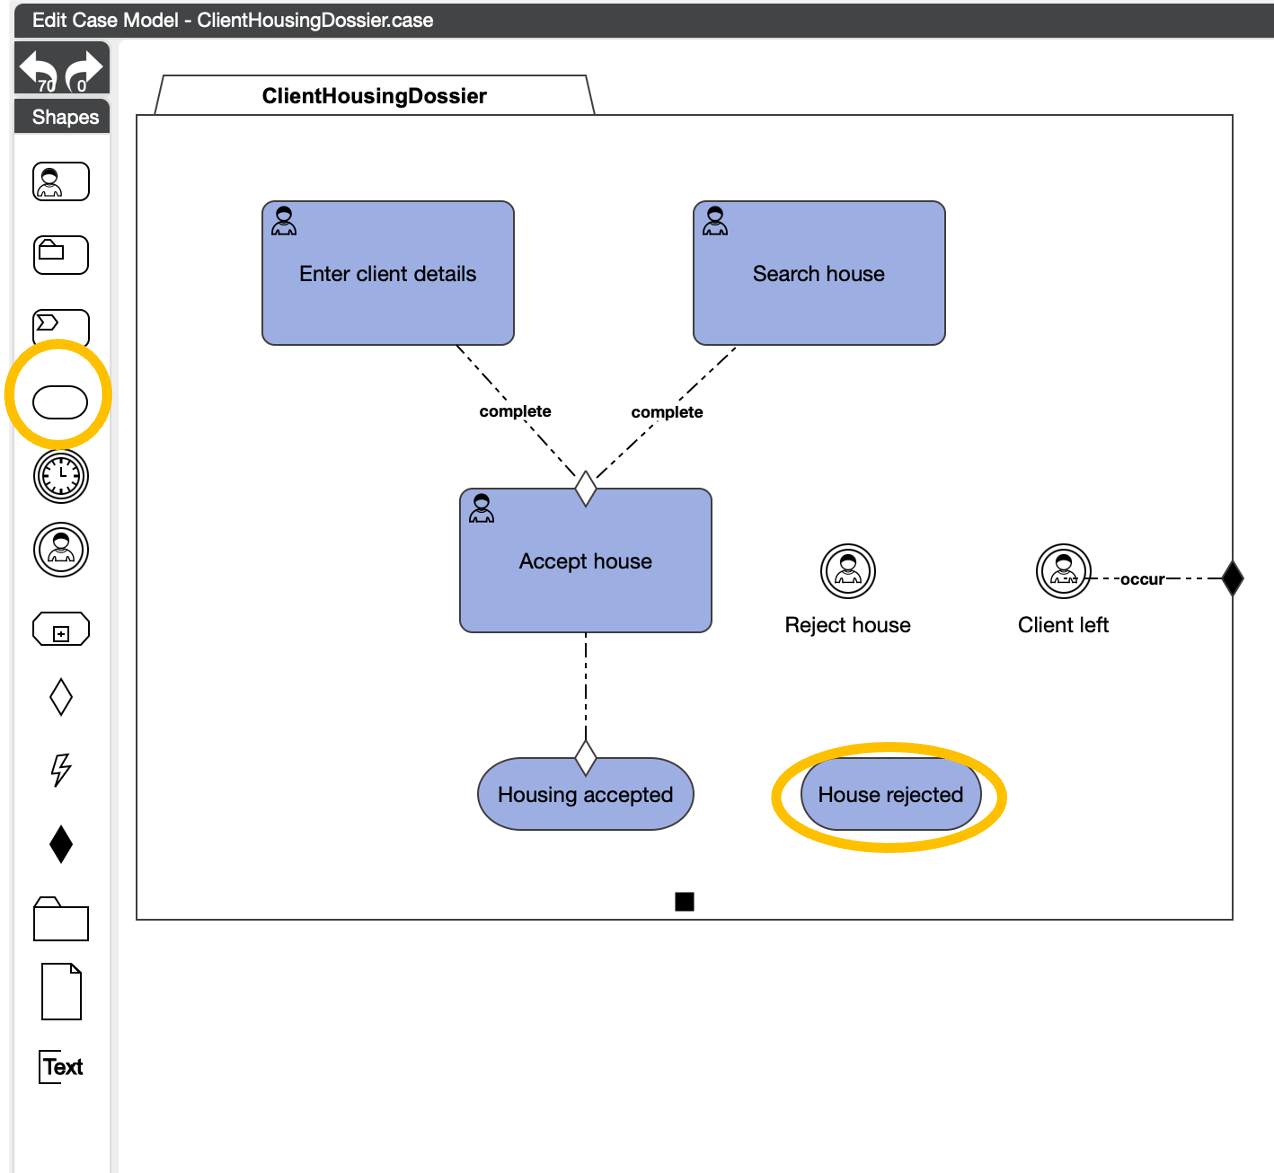 Edit Case Model - ClientHousingDossier.case
70 0
Shapes
ClientHousingDossier
Enter client details
Search house
complete
complete
Accept house
occur
Reject house
Client left
Housing accepted
House rejected
Text